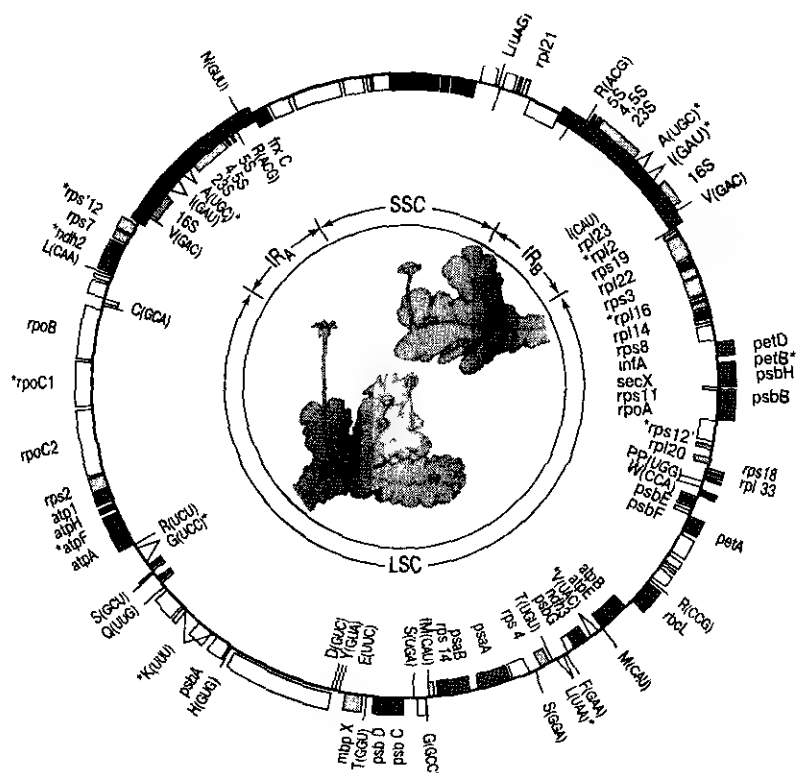 L(UAG)
rpl21
R(ACG)
5S
4.5S
23S
A(UGC)*
I(GAU)*
16S
V(GAC)
I(CAU)
rpl23
*rpl2
rps19
rpl22
rps3
*rpl16
rpl14
rps8
infA
secX
rps11
rpoA
petD
petB*
psbH
psbB
*rps12'
rpl20
PP(UGG)
W(CCA)
psbE
psbF
rps18
rpl 33
petA
R(CCG)
rbcL
M(CAU)
atpB
atpE
*V(UAC)
ndh3
psbG
T(UGU)
rps 4
F(GAA)
L(UAA)*
S(GGA)
psaA
psaB
rps 14
fM(CAU)
S(UGA)
G(GCC)
psb C
psb D
T(GGU)
mbp X
E(UUC)
Y(GUA)
D(GUC)
H(GUG)
psbA
*K(UUU)
Q(UUG)
S(GCU)
R(UCU)
G(UCC)*
atpA
*atpF
atpH
atp1
rps2
rpoC2
*rpoC1
rpoB
C(GCA)
L(CAA)
*ndh2
rps7
*rps'12
V(GAC)
16S
I(GAU)*
A(UGC)*
23S
4.5S
5S
R(ACG)
frx C
N(GUU)
SSC
IRA
IRB
LSC